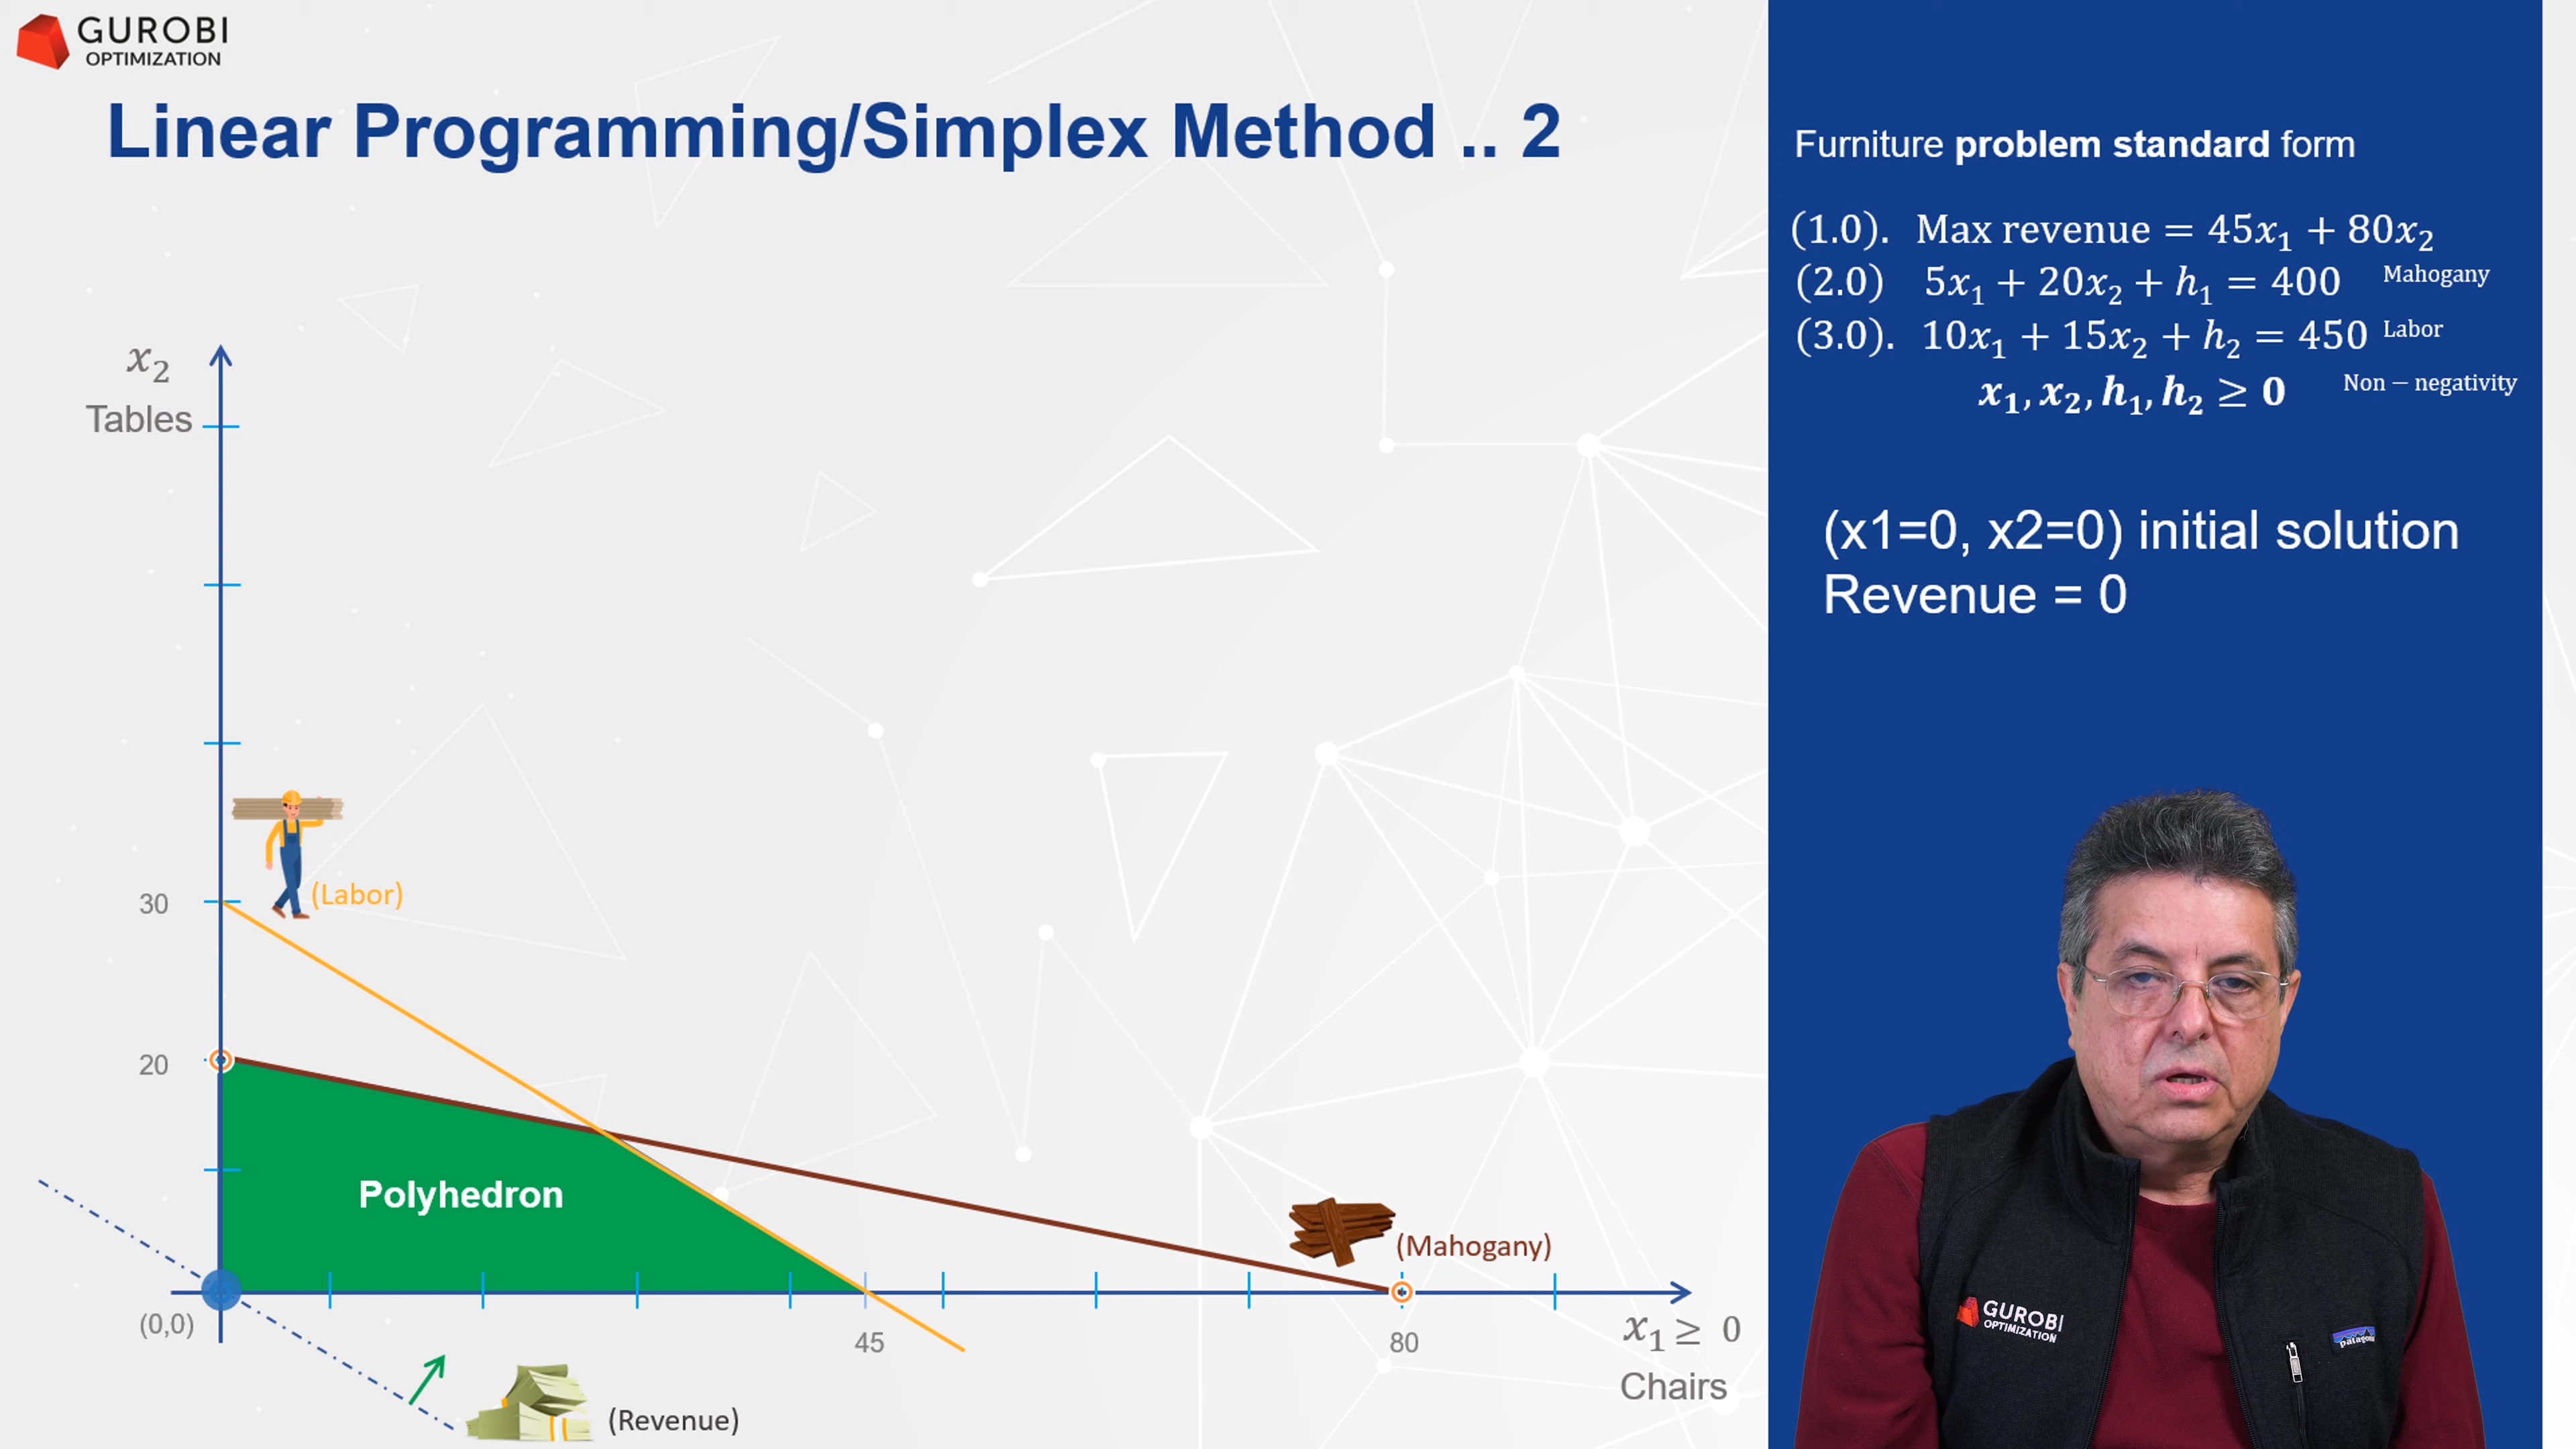 GUROBI
OPTIMIZATION
Linear Programming/Simplex Method .. 2
Furniture problem standard form
(1.0). Max revenue = 45x₁ + 80x₂
(2.0) 5x₁ + 20x₂ + h₁ = 400 Mahogany
(3.0). 10x₁ + 15x₂ + h₂ = 450 Labor
x₁, x₂, h₁, h₂ ≥ 0 Non − negativity
(x1=0, x2=0) initial solution
Revenue = 0
x₂
Tables
30
(Labor)
20
Polyhedron
(Mahogany)
(0,0)
45
80
x₁ ≥ 0
Chairs
(Revenue)
GUROBI
OPTIMIZATION
patagonia